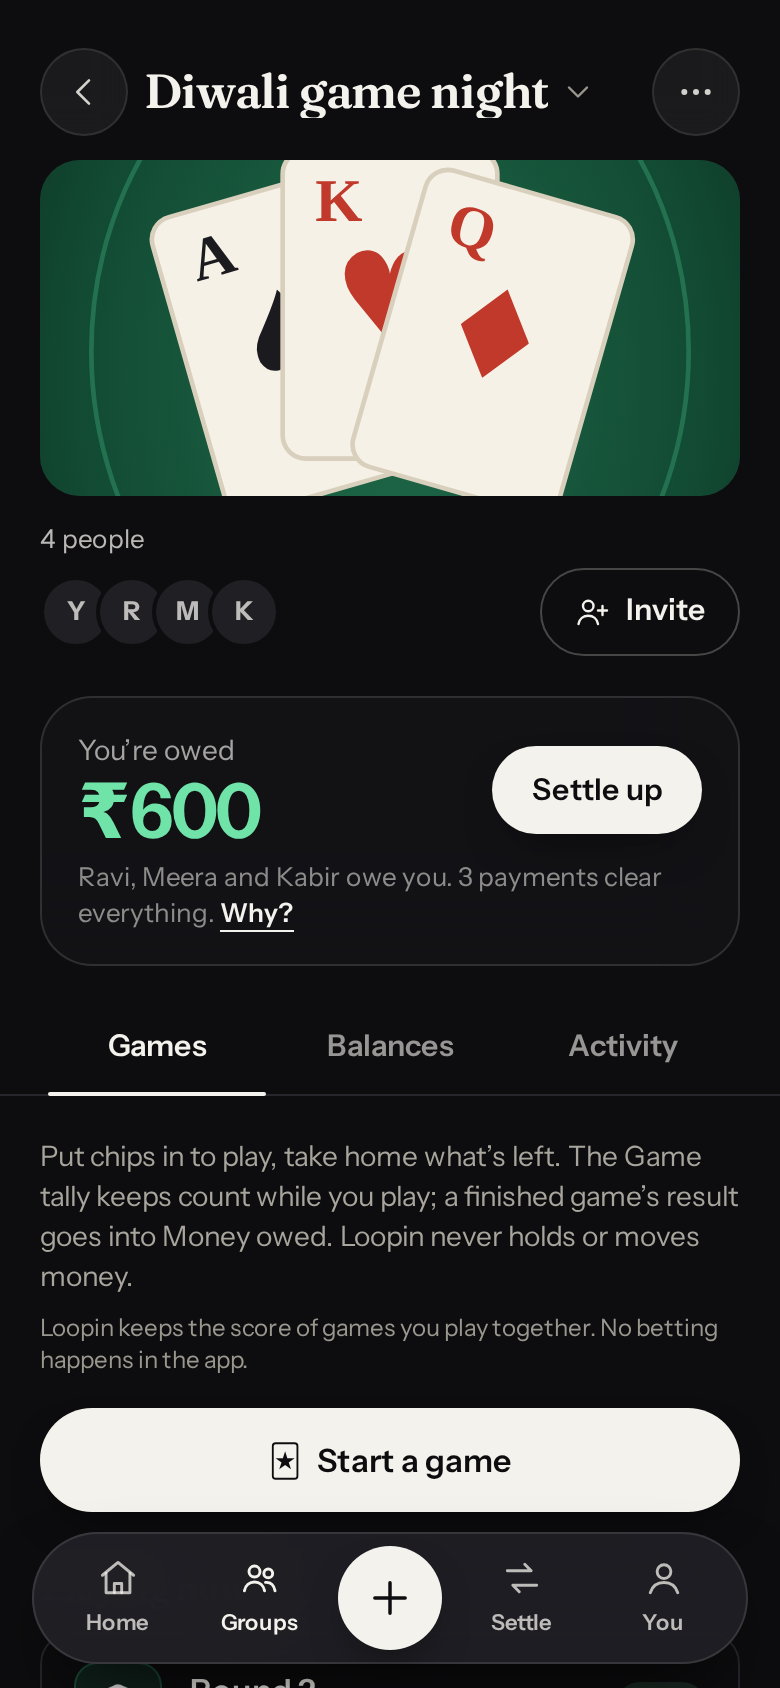 Diwali game night
A
K
Q
4 people
Y R M K
Invite
You’re owed
₹600
Settle up
Ravi, Meera and Kabir owe you. 3 payments clear
everything. Why?
Games Balances Activity
Put chips in to play, take home what’s left. The Game
tally keeps count while you play; a finished game’s result
goes into Money owed. Loopin never holds or moves
money.
Loopin keeps the score of games you play together. No betting
happens in the app.
Start a game
Home Groups Settle You
Round